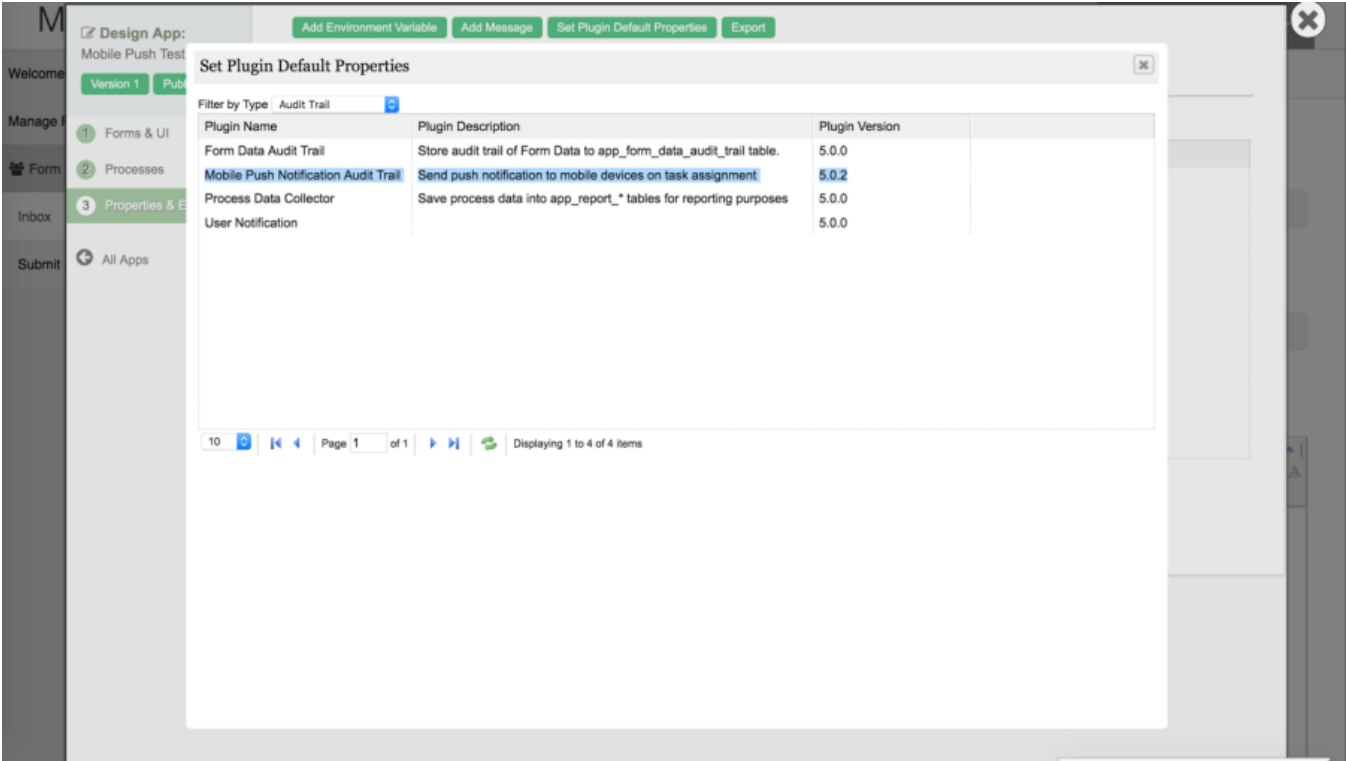 M
Design App:
Mobile Push Test
Version 1
Welcome
Manage
Form
Inbox
Submit
1 Forms & UI
2 Processes
3 Properties & E
All Apps
Add Environment Variable Add Message Set Plugin Default Properties Export
Set Plugin Default Properties
Filter by Type Audit Trail
Plugin Name Plugin Description Plugin Version
Form Data Audit Trail Store audit trail of Form Data to app_form_data_audit_trail table. 5.0.0
Mobile Push Notification Audit Trail Send push notification to mobile devices on task assignment 5.0.2
Process Data Collector Save process data into app_report_* tables for reporting purposes 5.0.0
User Notification 5.0.0
10 Page 1 of 1 Displaying 1 to 4 of 4 items
A